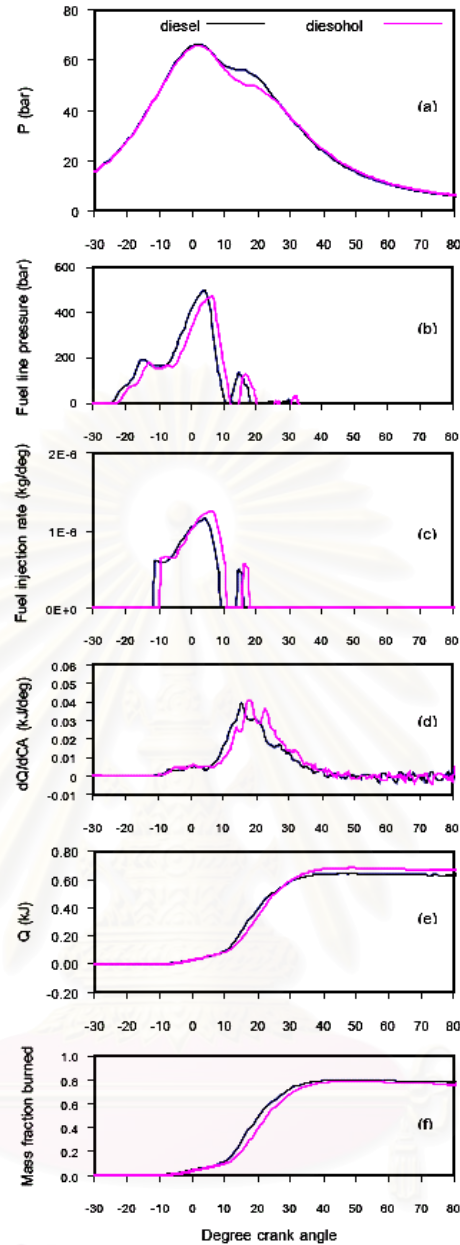 diesel diesohol
80
60
40
20
0
P (bar)
(a)
-30 -20 -10 0 10 20 30 40 50 60 70 80
600
400
200
0
Fuel line pressure (bar)
(b)
-30 -20 -10 0 10 20 30 40 50 60 70 80
2E-6
1E-6
0E+0
Fuel injection rate (kg/deg)
(c)
-30 -20 -10 0 10 20 30 40 50 60 70 80
0.06
0.05
0.04
0.03
0.02
0.01
0
-0.01
dQ/dCA (kJ/deg)
(d)
-30 -20 -10 0 10 20 30 40 50 60 70 80
0.80
0.60
0.40
0.20
0.00
-0.20
Q (kJ)
(e)
-30 -20 -10 0 10 20 30 40 50 60 70 80
1.0
0.8
0.6
0.4
0.2
0.0
Mass fraction burned
(f)
-30 -20 -10 0 10 20 30 40 50 60 70 80
Degree crank angle